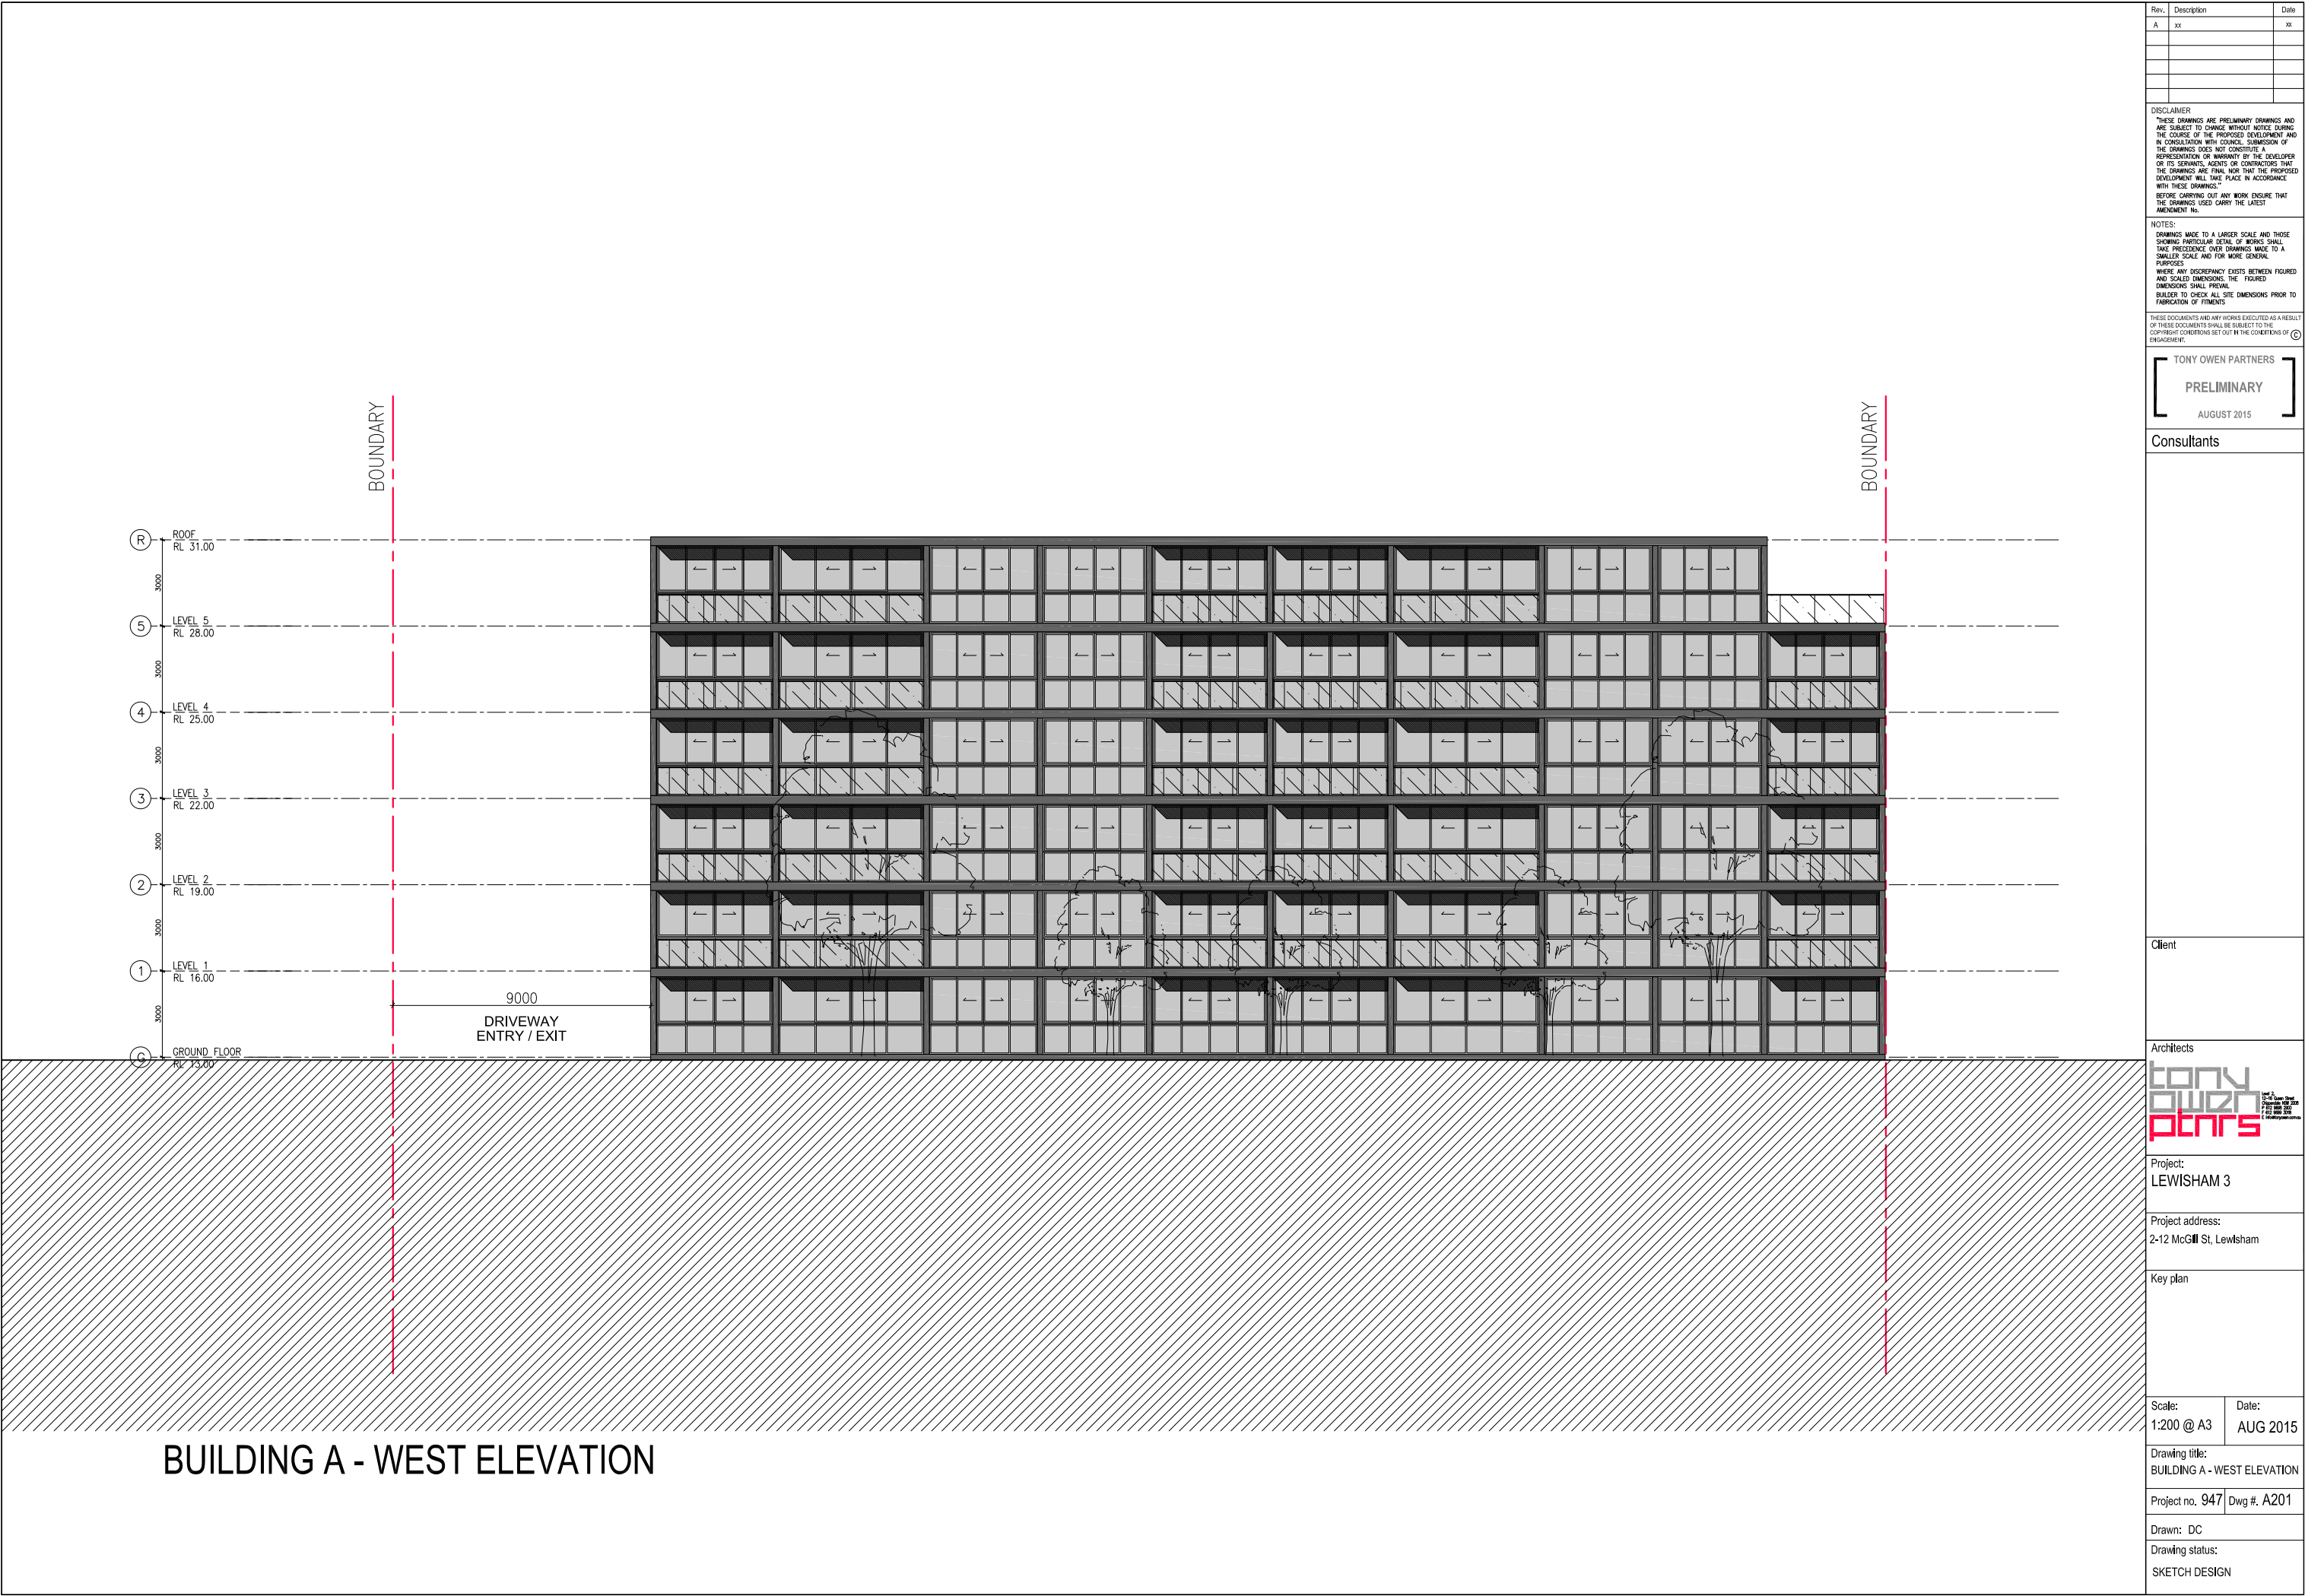 BOUNDARY
BOUNDARY
R
ROOF
RL 31.00
3000
5
LEVEL 5
RL 28.00
3000
4
LEVEL 4
RL 25.00
3000
3
LEVEL 3
RL 22.00
3000
2
LEVEL 2
RL 19.00
3000
1
LEVEL 1
RL 16.00
3000
G
GROUND FLOOR
RL 13.00
9000
DRIVEWAY
ENTRY / EXIT
BUILDING A - WEST ELEVATION
Rev. Description Date
A xx xx
DISCLAIMER
"THESE DRAWINGS ARE PRELIMINARY DRAWINGS AND
ARE SUBJECT TO CHANGE WITHOUT NOTICE DURING
THE COURSE OF THE PROPOSED DEVELOPMENT AND
IN CONSULTATION WITH COUNCIL. SUBMISSION OF
THE DRAWINGS DOES NOT CONSTITUTE A
REPRESENTATION OR WARRANTY BY THE DEVELOPER
OR ITS SERVANTS, AGENTS OR CONTRACTORS THAT
THE DRAWINGS ARE FINAL NOR THAT THE PROPOSED
DEVELOPMENT WILL TAKE PLACE IN ACCORDANCE
WITH THESE DRAWINGS."
BEFORE CARRYING OUT ANY WORK ENSURE THAT
THE DRAWINGS USED CARRY THE LATEST
AMENDMENT No.
NOTES:
DRAWINGS MADE TO A LARGER SCALE AND THOSE
SHOWING PARTICULAR DETAIL OF WORKS SHALL
TAKE PRECEDENCE OVER DRAWINGS MADE TO A
SMALLER SCALE AND FOR MORE GENERAL
PURPOSES
WHERE ANY DISCREPANCY EXISTS BETWEEN FIGURED
AND SCALED DIMENSIONS, THE FIGURED
DIMENSIONS SHALL PREVAIL
BUILDER TO CHECK ALL SITE DIMENSIONS PRIOR TO
FABRICATION OF FITMENTS
THESE DOCUMENTS AND ANY WORKS EXECUTED AS A RESULT
OF THESE DOCUMENTS SHALL BE SUBJECT TO THE
COPYRIGHT CONDITIONS SET OUT IN THE CONDITIONS OF ©
ENGAGEMENT.
TONY OWEN PARTNERS
PRELIMINARY
AUGUST 2015
Consultants
Client
Architects
tony
owen
ptnrs
Project:
LEWISHAM 3
Project address:
2-12 McGill St, Lewisham
Key plan
Scale: Date:
1:200 @ A3 AUG 2015
Drawing title:
BUILDING A - WEST ELEVATION
Project no. 947 Dwg #. A201
Drawn: DC
Drawing status:
SKETCH DESIGN